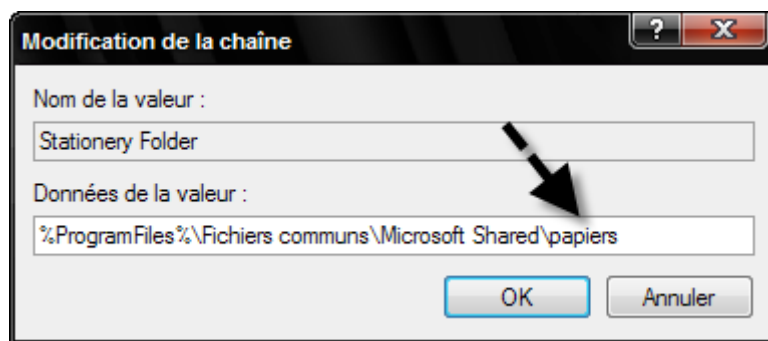 Modification de la chaîne
?
Nom de la valeur :
Stationery Folder
Données de la valeur :
%ProgramFiles%\Fichiers communs\Microsoft Shared\papiers
OK Annuler